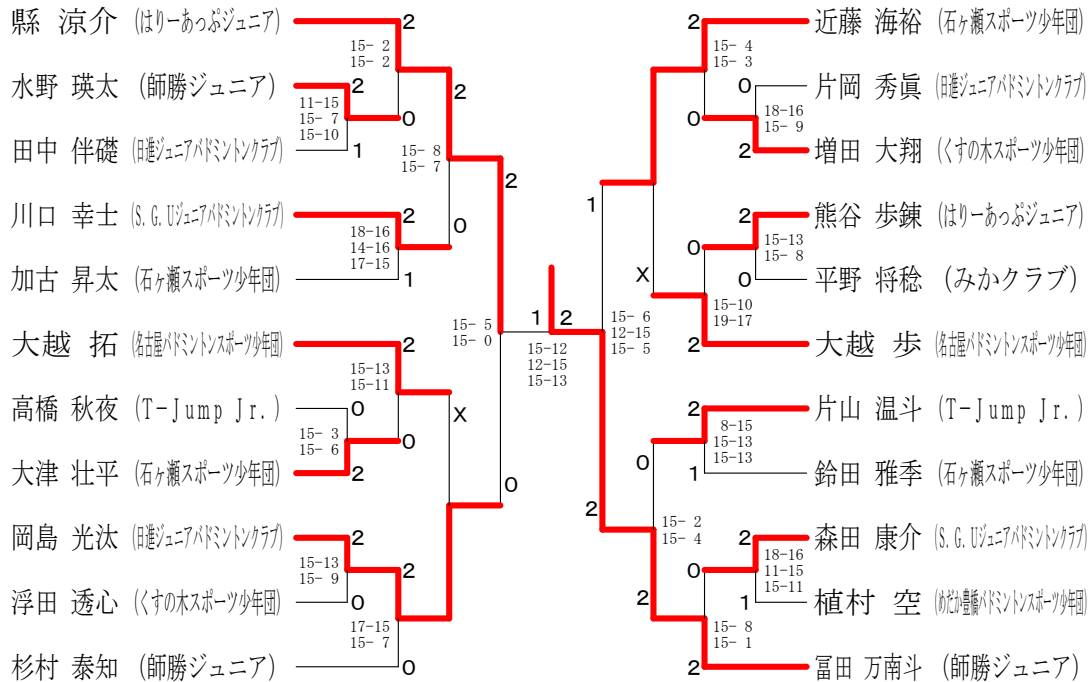 縣 涼介 (はりーあっぷジュニア)
2
15- 2
15- 2
水野 瑛太 (師勝ジュニア)
2
11-15
15- 7
15-10
0
田中 伴礎 (日進ジュニアバドミントンクラブ)
1
2
15- 8
15- 7
川口 幸士 (S.G.Uジュニアバドミントンクラブ)
2
18-16
14-16
17-15
0
加古 昇太 (石ヶ瀬スポーツ少年団)
1
2
15- 5
15- 0
大越 拓 (名古屋バドミントンスポーツ少年団)
2
15-13
15-11
高橋 秋夜 (T-Jump Jr.)
0
15- 3
15- 6
0
大津 壮平 (石ヶ瀬スポーツ少年団)
2
X
0
岡島 光汰 (日進ジュニアバドミントンクラブ)
2
15-13
15- 9
2
浮田 透心 (くすの木スポーツ少年団)
0
17-15
15- 7
杉村 泰知 (師勝ジュニア)
0
1 2
15-12
12-15
15-13
2 近藤 海裕 (石ヶ瀬スポーツ少年団)
15- 4
15- 3
0 片岡 秀眞 (日進ジュニアバドミントンクラブ)
18-16
15- 9
0
2 増田 大翔 (くすの木スポーツ少年団)
1
2 熊谷 歩錬 (はりーあっぷジュニア)
15-13
15- 8
0
0 平野 将稔 (みかクラブ)
X
15-10
19-17
2 大越 歩 (名古屋バドミントンスポーツ少年団)
15- 6
12-15
15- 5
2 片山 温斗 (T-Jump Jr.)
8-15
15-13
15-13
0
1 鈴田 雅季 (石ヶ瀬スポーツ少年団)
2
15- 2
15- 4
2 森田 康介 (S.G.Uジュニアバドミントンクラブ)
18-16
11-15
15-11
0
1 植村 空 (めだか豊橋バドミントンスポーツ少年団)
2
15- 8
15- 1
2 冨田 万南斗 (師勝ジュニア)